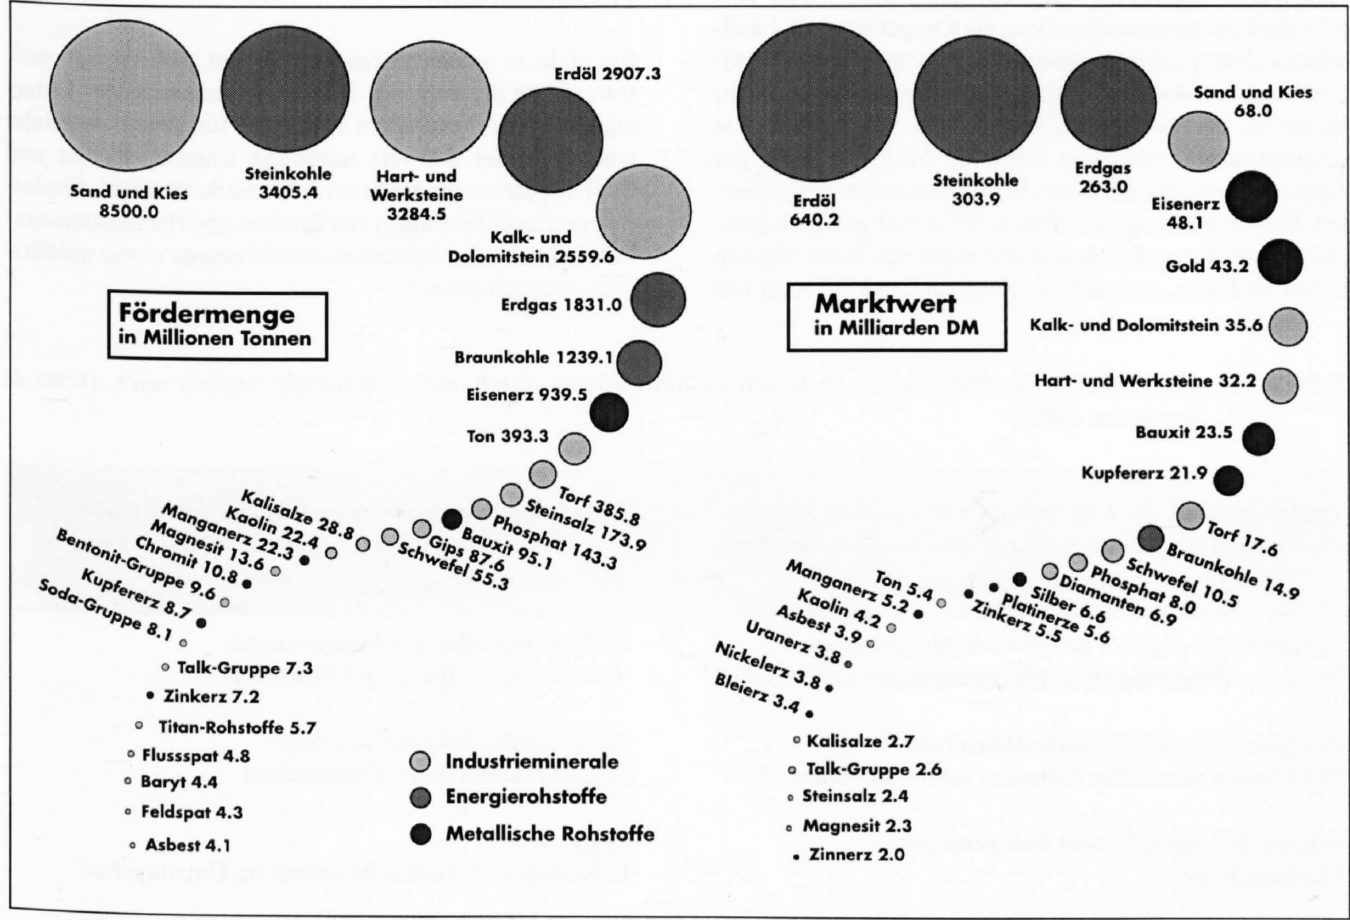 Sand und Kies
8500.0
Steinkohle
3405.4
Hart- und
Werksteine
3284.5
Erdöl 2907.3
Kalk- und
Dolomitstein 2559.6
Erdgas 1831.0
Braunkohle 1239.1
Eisenerz 939.5
Ton 393.3
Torf 385.8
Steinsalz 173.9
Phosphat 143.3
Bauxit 95.1
Gips 87.6
Schwefel 55.3
Kalisalze 28.8
Kaolin 22.4
Manganerz 22.3
Magnesit 13.6
Chromit 10.8
Bentonit-Gruppe 9.6
Kupfererz 8.7
Soda-Gruppe 8.1
Talk-Gruppe 7.3
Zinkerz 7.2
Titan-Rohstoffe 5.7
Flussspat 4.8
Baryt 4.4
Feldspat 4.3
Asbest 4.1
Fördermenge
in Millionen Tonnen
Industrieminerale
Energierohstoffe
Metallische Rohstoffe
Marktwert
in Milliarden DM
Erdöl
640.2
Steinkohle
303.9
Erdgas
263.0
Sand und Kies
68.0
Eisenerz
48.1
Gold 43.2
Kalk- und Dolomitstein 35.6
Hart- und Werksteine 32.2
Bauxit 23.5
Kupfererz 21.9
Torf 17.6
Braunkohle 14.9
Schwefel 10.5
Phosphat 8.0
Diamanten 6.9
Silber 6.6
Platinerze 5.6
Zinkerz 5.5
Ton 5.4
Manganerz 5.2
Kaolin 4.2
Asbest 3.9
Uranerz 3.8
Nickelerz 3.8
Bleierz 3.4
Kalisalze 2.7
Talk-Gruppe 2.6
Steinsalz 2.4
Magnesit 2.3
Zinnerz 2.0